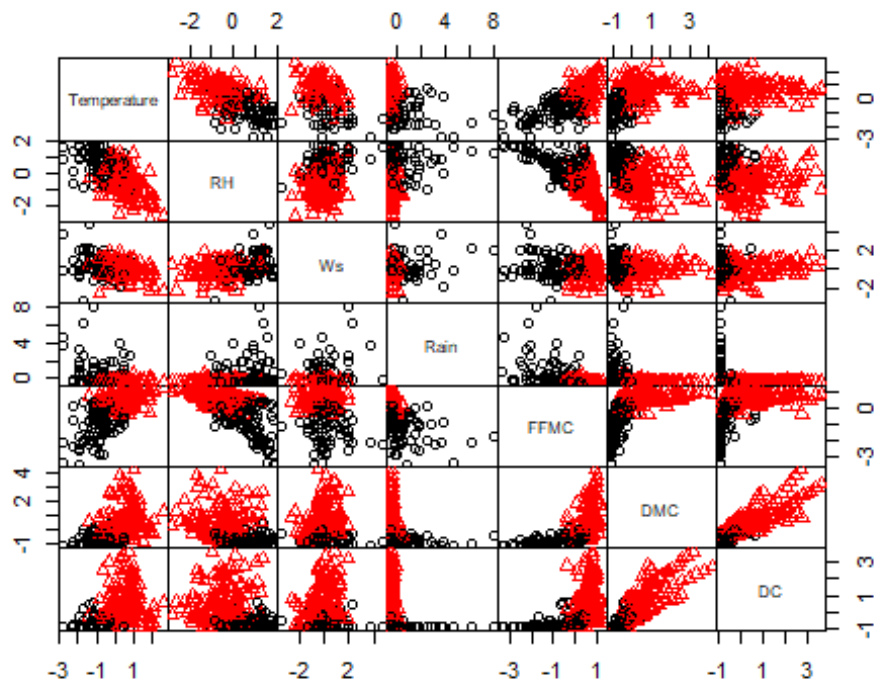 -2 0 2 0 4 8 -1 1 3
Temperature 0 -3
2 0 -2 RH
Ws 2 -2
8 4 0 Rain
FFMC 0 -3
4 2 -1 DMC
DC 3 1 -1
-3 -1 1 -2 2 -3 -1 1 -1 1 3